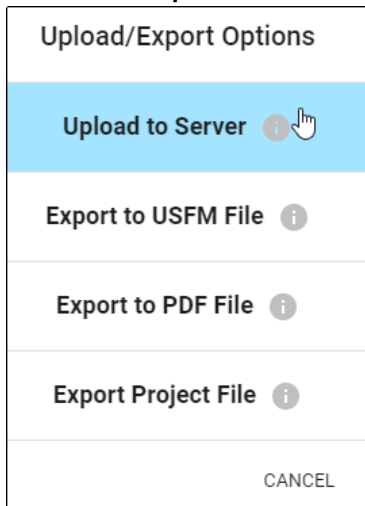 Upload/Export Options
Upload to Server
Export to USFM File
Export to PDF File
Export Project File
CANCEL